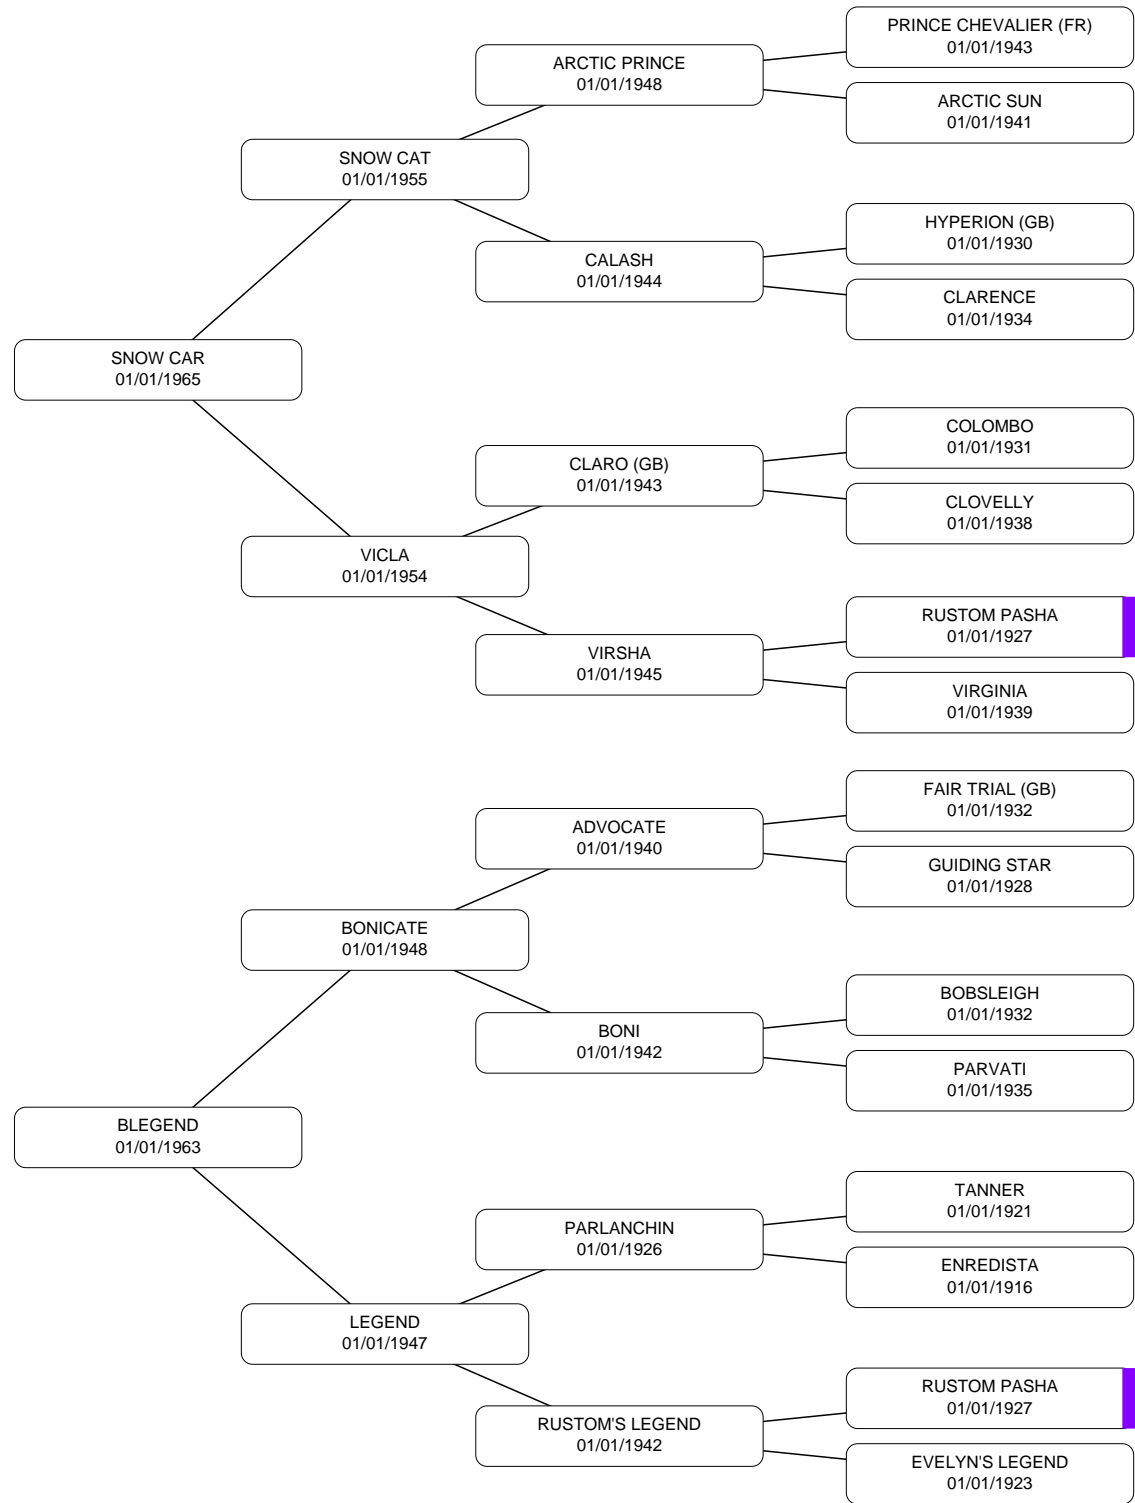 PRINCE CHEVALIER (FR)
01/01/1943
ARCTIC PRINCE
01/01/1948
ARCTIC SUN
01/01/1941
SNOW CAT
01/01/1955
HYPERION (GB)
01/01/1930
CALASH
01/01/1944
CLARENCE
01/01/1934
SNOW CAR
01/01/1965
COLOMBO
01/01/1931
CLARO (GB)
01/01/1943
CLOVELLY
01/01/1938
VICLA
01/01/1954
RUSTOM PASHA
01/01/1927
VIRSHA
01/01/1945
VIRGINIA
01/01/1939
FAIR TRIAL (GB)
01/01/1932
ADVOCATE
01/01/1940
GUIDING STAR
01/01/1928
BONICATE
01/01/1948
BOBSLEIGH
01/01/1932
BONI
01/01/1942
PARVATI
01/01/1935
BLEGEND
01/01/1963
TANNER
01/01/1921
PARLANCHIN
01/01/1926
ENREDISTA
01/01/1916
LEGEND
01/01/1947
RUSTOM PASHA
01/01/1927
RUSTOM'S LEGEND
01/01/1942
EVELYN'S LEGEND
01/01/1923